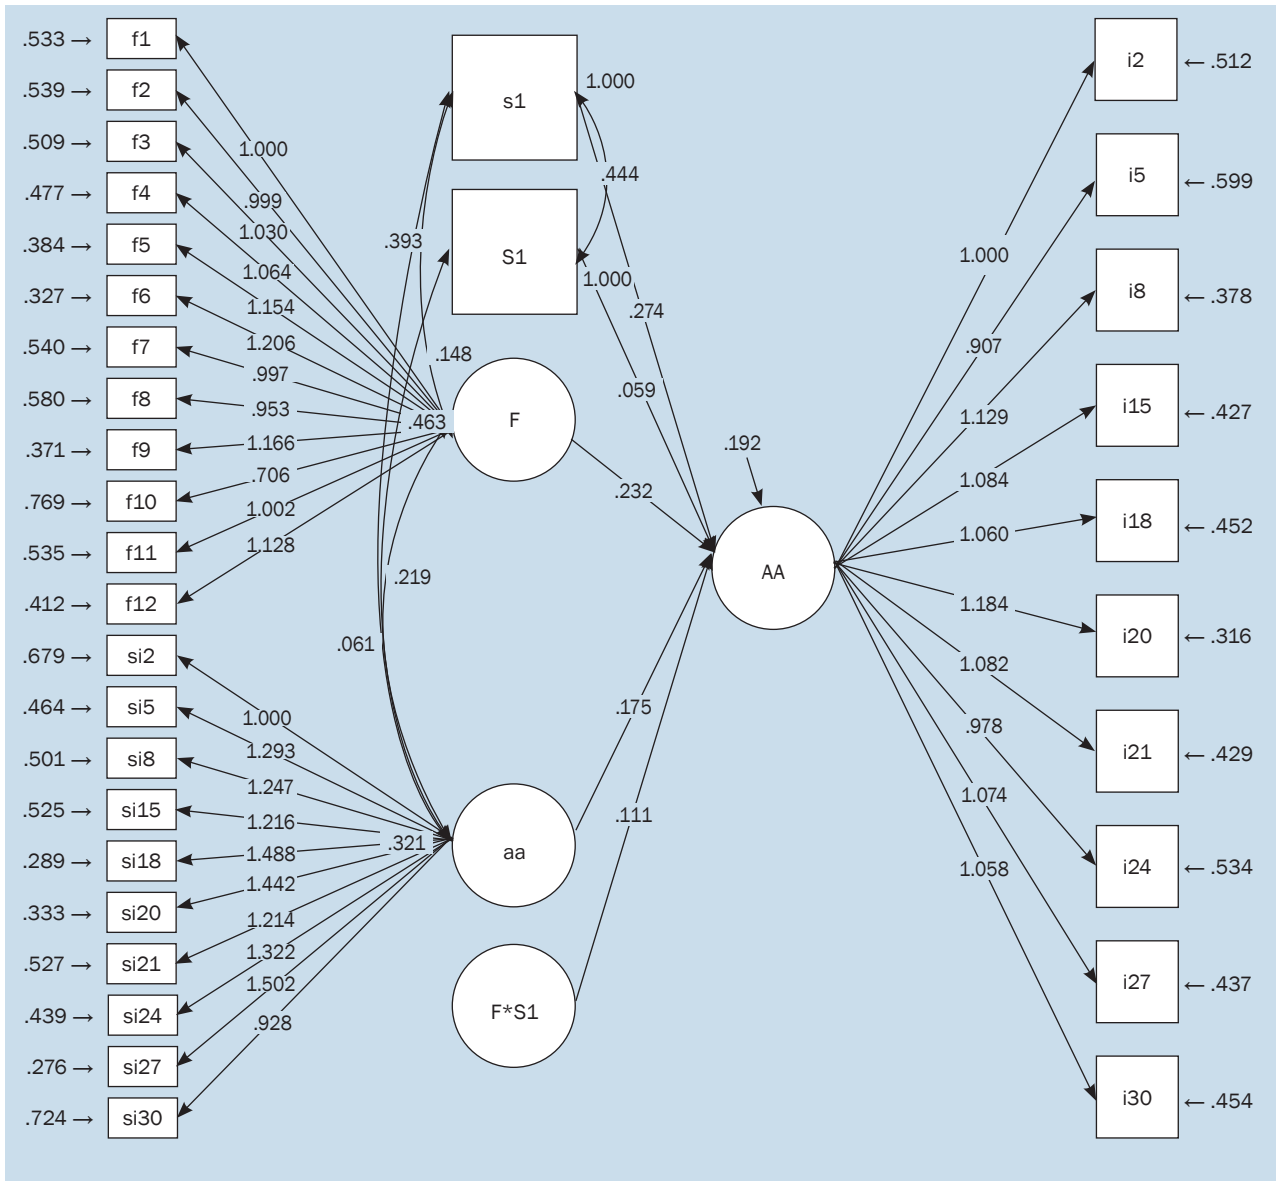 .533 → f1
.539 → f2
.509 → f3
.477 → f4
.384 → f5
.327 → f6
.540 → f7
.580 → f8
.371 → f9
.769 → f10
.535 → f11
.412 → f12
.679 → si2
.464 → si5
.501 → si8
.525 → si15
.289 → si18
.333 → si20
.527 → si21
.439 → si24
.276 → si27
.724 → si30
1.000
.999
1.030
1.064
1.154
1.206
.997
.953
1.166
.706
1.002
1.128
1.000
1.293
1.247
1.216
1.488
1.442
1.214
1.322
1.502
.928
.393
.148
.463
.219
.061
.321
s1
S1
F
aa
F*S1
1.000
.444
1.000
.274
.059
.232
.192
.175
.111
AA
1.000
.907
1.129
1.084
1.060
1.184
1.082
.978
1.074
1.058
i2 ← .512
i5 ← .599
i8 ← .378
i15 ← .427
i18 ← .452
i20 ← .316
i21 ← .429
i24 ← .534
i27 ← .437
i30 ← .454